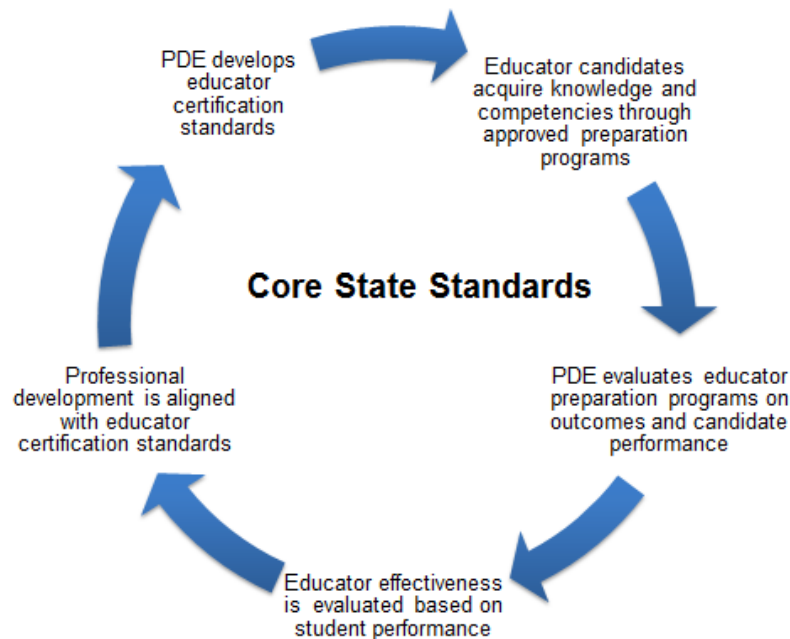 PDE develops
educator
certification
standards
Educator candidates
acquire knowledge and
competencies through
approved preparation
programs
Core State Standards
Professional
development is aligned
with educator
certification standards
PDE evaluates educator
preparation programs on
outcomes and candidate
performance
Educator effectiveness
is evaluated based on
student performance